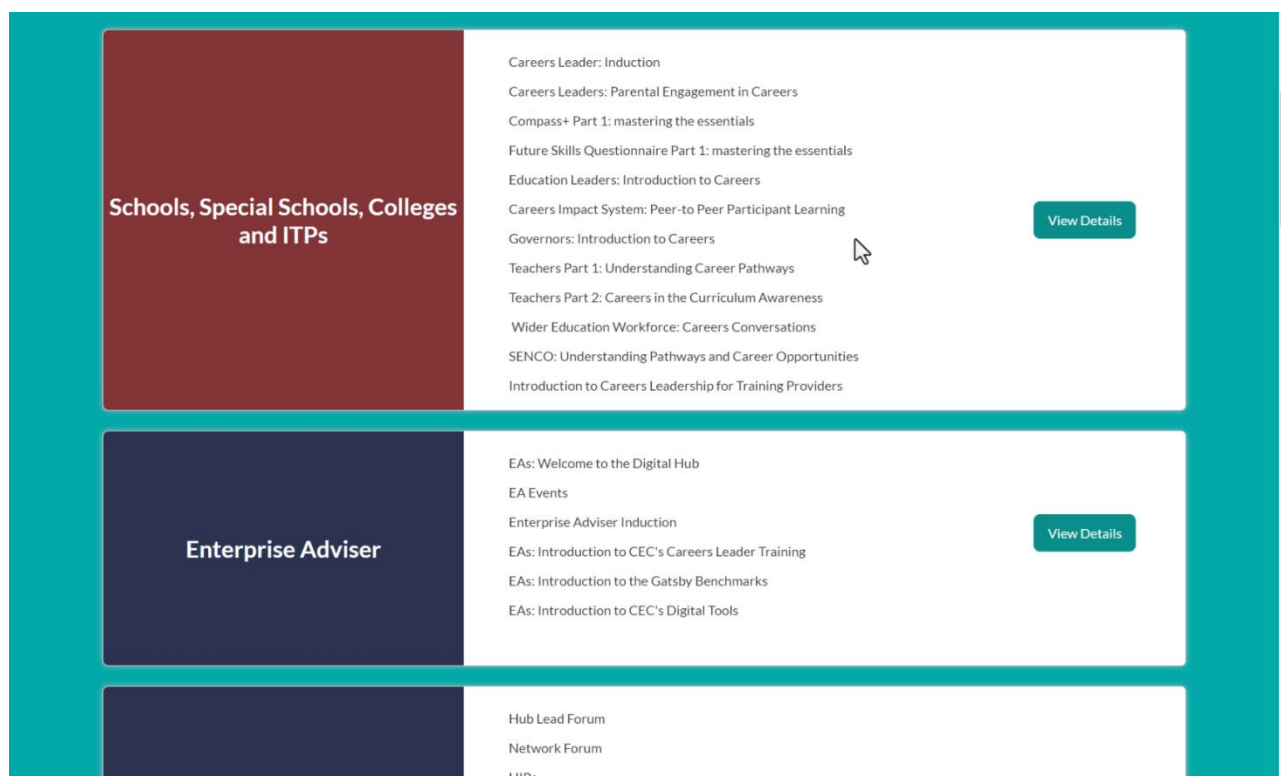 Schools, Special Schools, Colleges
and ITPs
Careers Leader: Induction
Careers Leaders: Parental Engagement in Careers
Compass+ Part 1: mastering the essentials
Future Skills Questionnaire Part 1: mastering the essentials
Education Leaders: Introduction to Careers
Careers Impact System: Peer-to Peer Participant Learning
Governors: Introduction to Careers
Teachers Part 1: Understanding Career Pathways
Teachers Part 2: Careers in the Curriculum Awareness
Wider Education Workforce: Careers Conversations
SENCO: Understanding Pathways and Career Opportunities
Introduction to Careers Leadership for Training Providers
View Details
Enterprise Adviser
EAs: Welcome to the Digital Hub
EA Events
Enterprise Adviser Induction
EAs: Introduction to CEC's Careers Leader Training
EAs: Introduction to the Gatsby Benchmarks
EAs: Introduction to CEC's Digital Tools
View Details
Hub Lead Forum
Network Forum